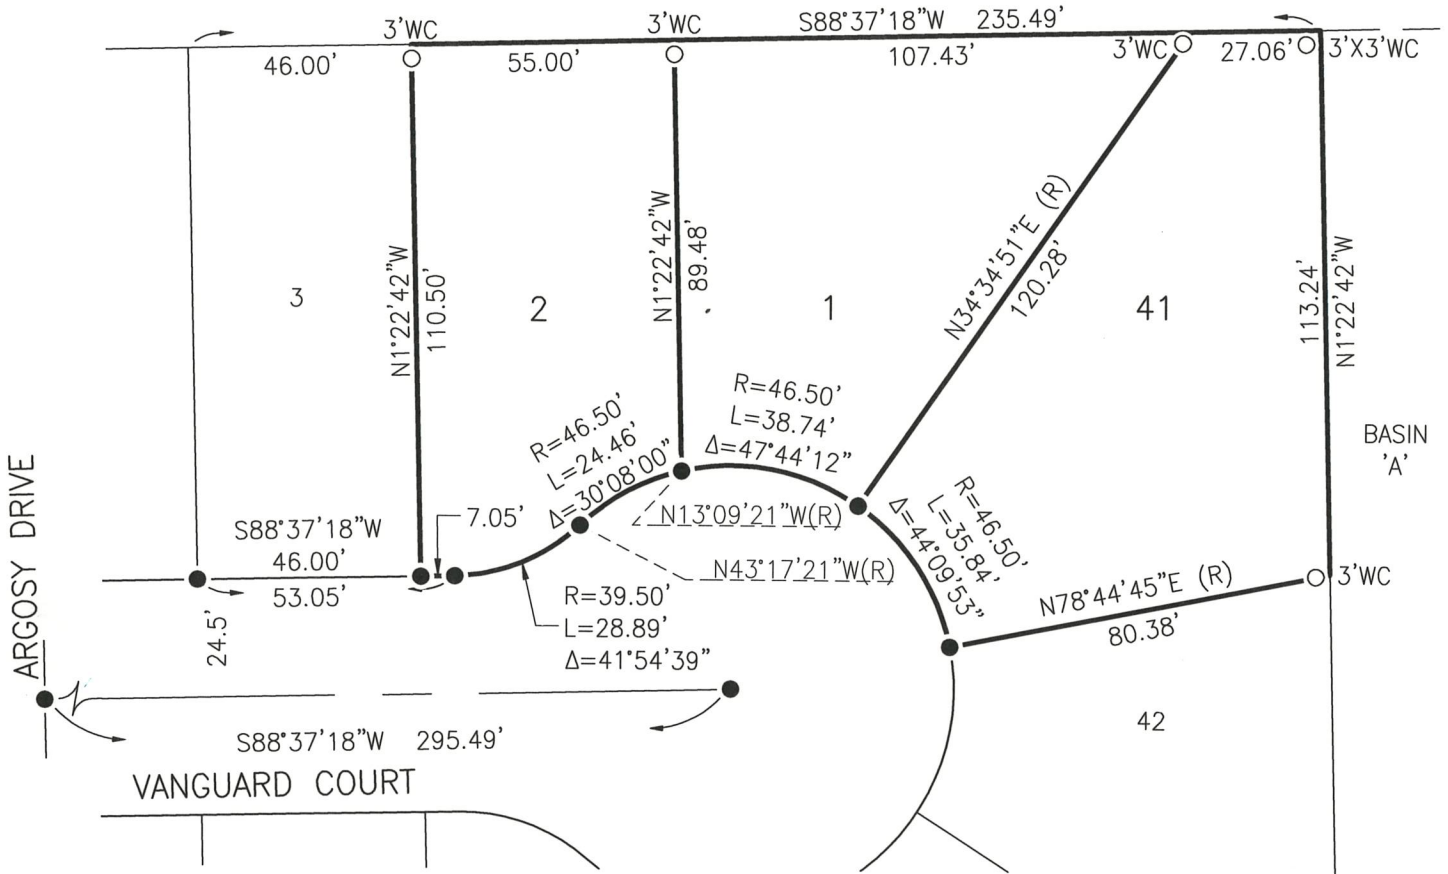 3'WC
3'WC
S88°37'18"W 235.49'
46.00'
55.00'
107.43'
3'WC
27.06'
3'X3'WC
N1°22'42"W
110.50'
N1°22'42"W
89.48'
N34°34'51"E (R)
120.28'
113.24'
N1°22'42"W
3
2
1
41
R=46.50'
L=24.46'
Δ=30°08'00"
R=46.50'
L=38.74'
Δ=47°44'12"
BASIN
'A'
R=46.50'
L=35.84'
Δ=44°09'53"
ARGOSY DRIVE
S88°37'18"W
46.00'
53.05'
7.05'
N13°09'21"W(R)
N43°17'21"W(R)
R=39.50'
L=28.89'
Δ=41°54'39"
N78°44'45"E (R)
80.38'
3'WC
24.5'
42
S88°37'18"W 295.49'
VANGUARD COURT